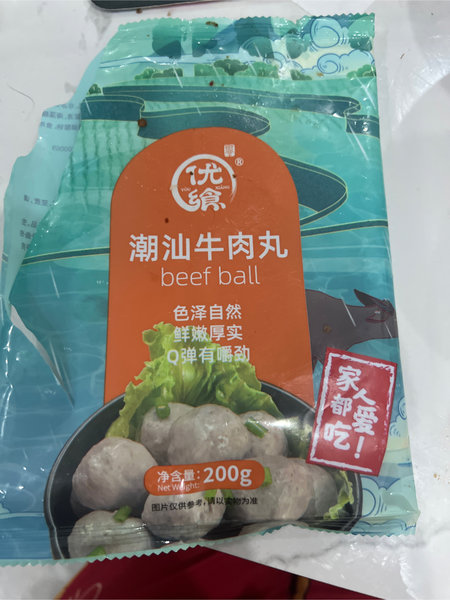 优飨®
YOU XIANG
潮汕牛肉丸
beef ball
色泽自然
鲜嫩厚实
Q弹有嚼劲
家人爱
都吃!
净含量:
Net Weight:
200g
图片仅供参考,请以实物为准